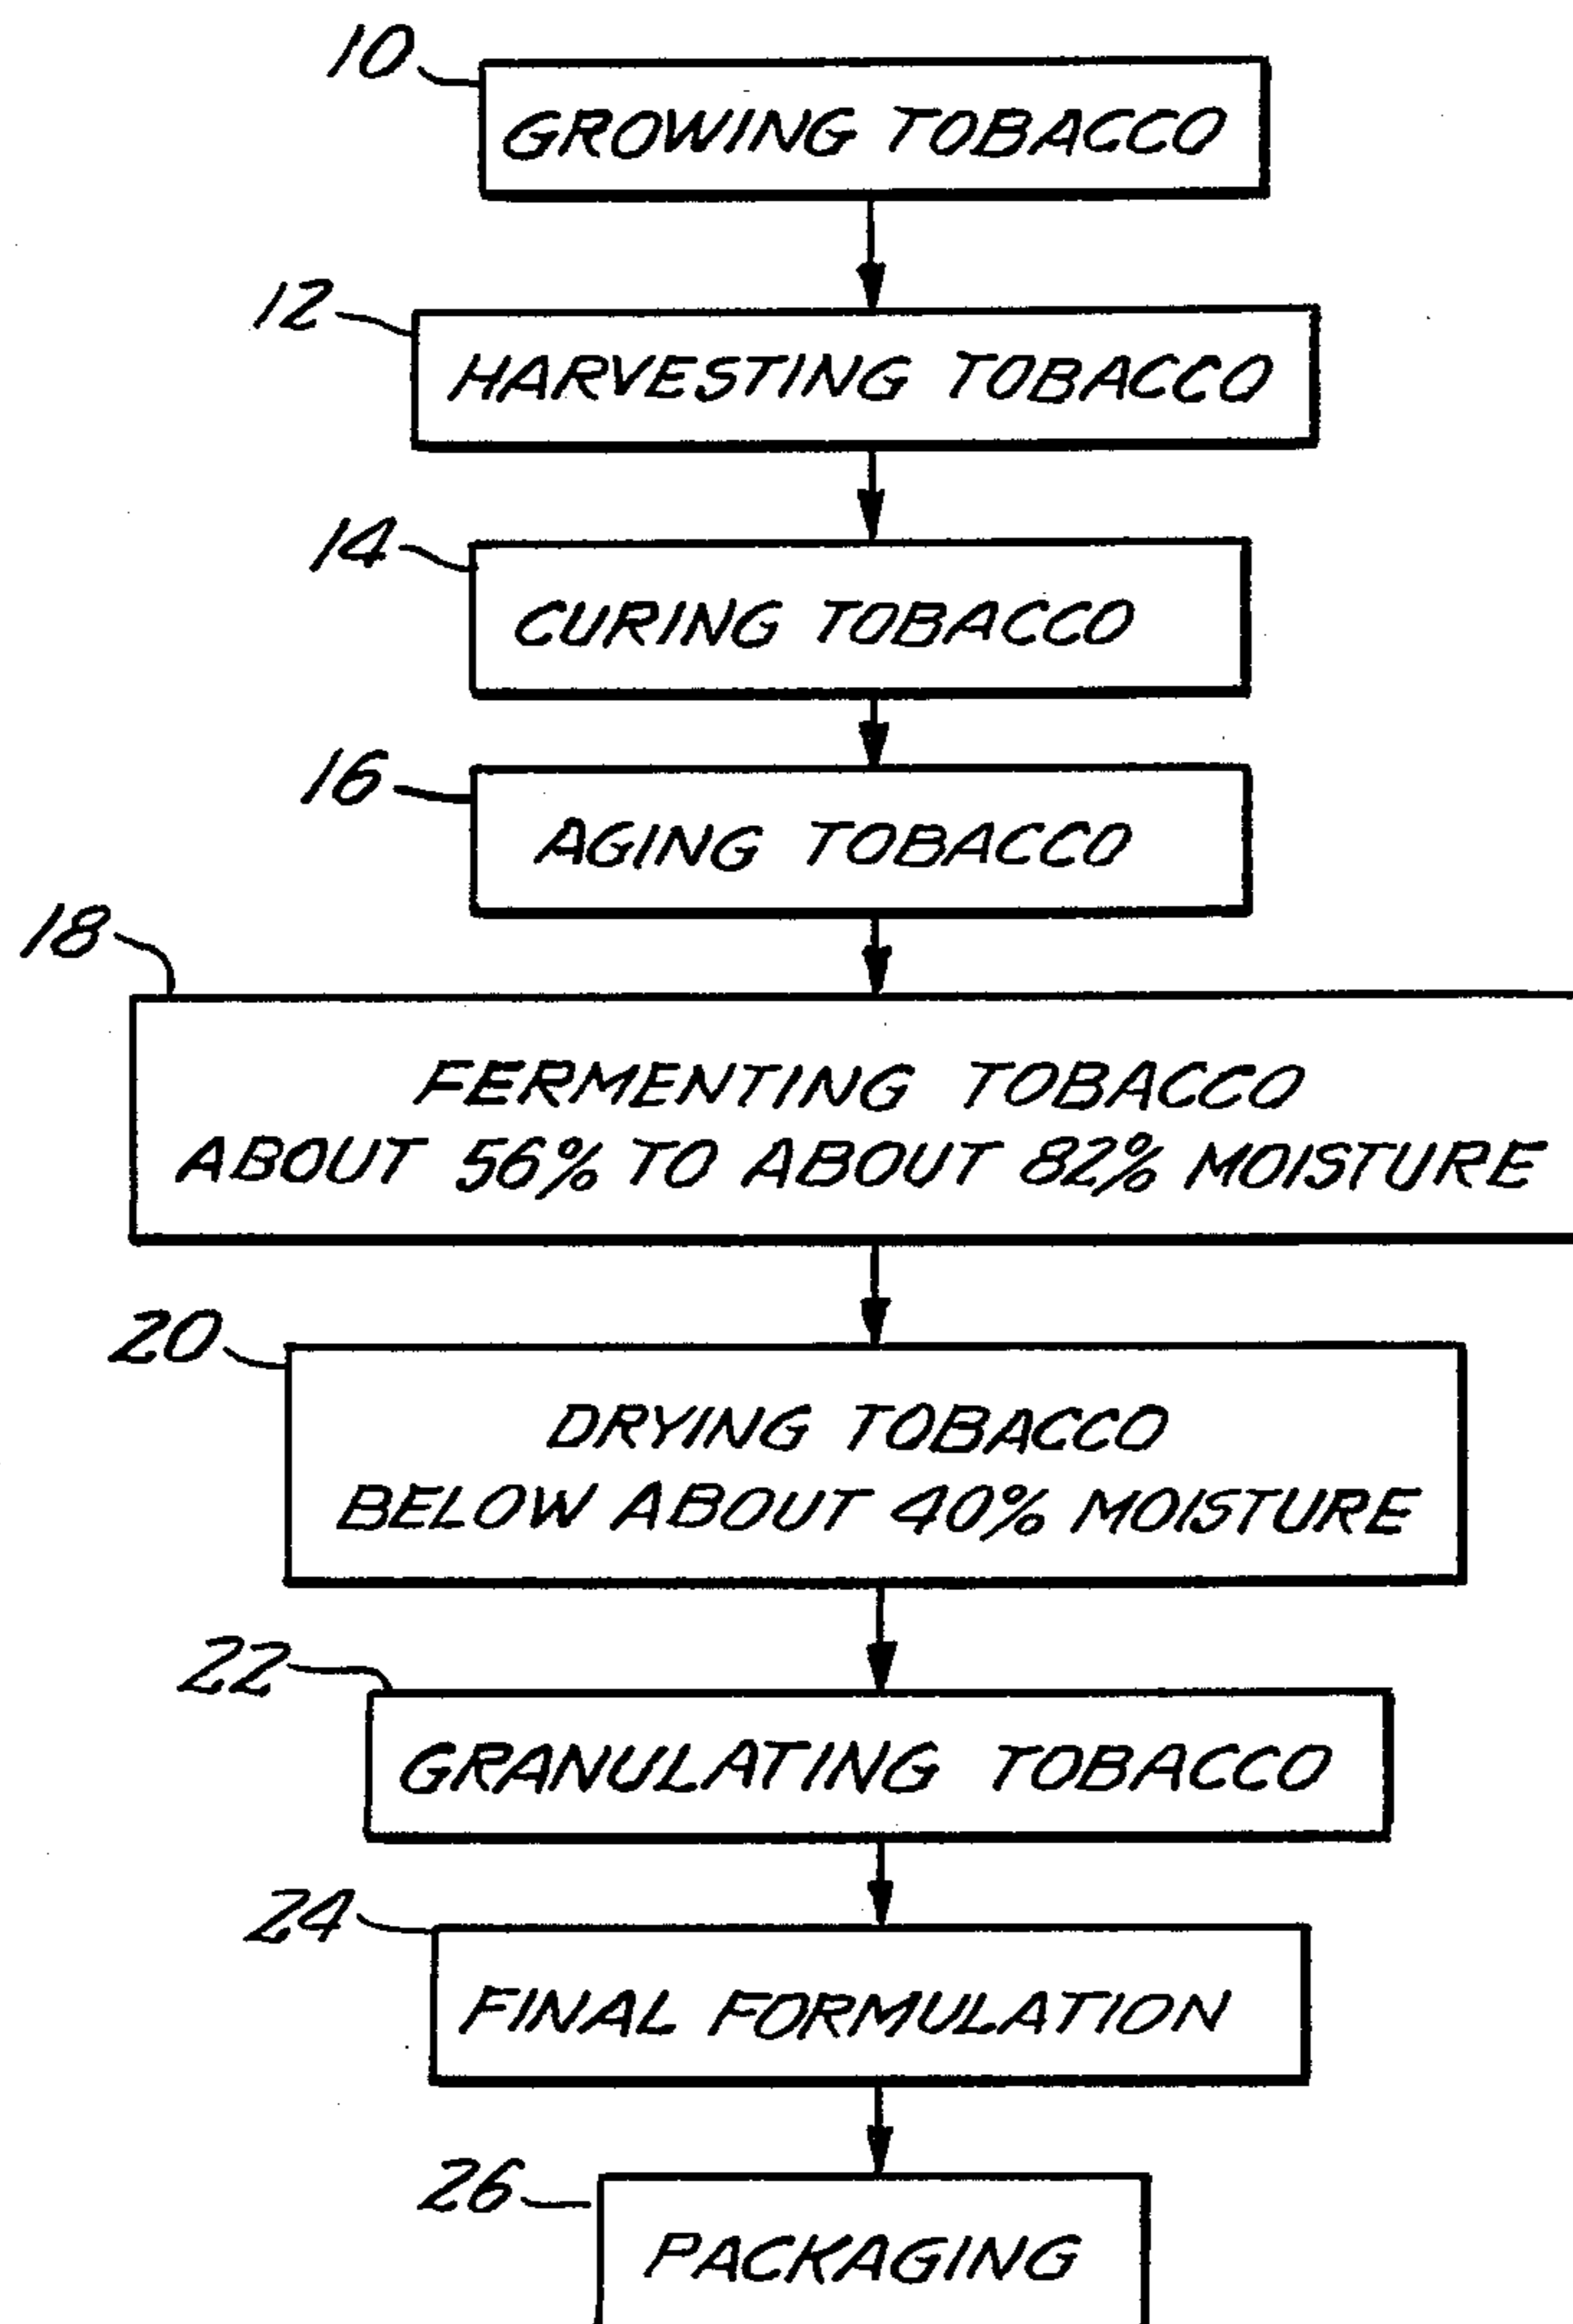 10
GROWING TOBACCO
12
HARVESTING TOBACCO
14
CURING TOBACCO
16
AGING TOBACCO
18
FERMENTING TOBACCO
ABOUT 56% TO ABOUT 82% MOISTURE
20
DRYING TOBACCO
BELOW ABOUT 40% MOISTURE
22
GRANULATING TOBACCO
24
FINAL FORMULATION
26
PACKAGING